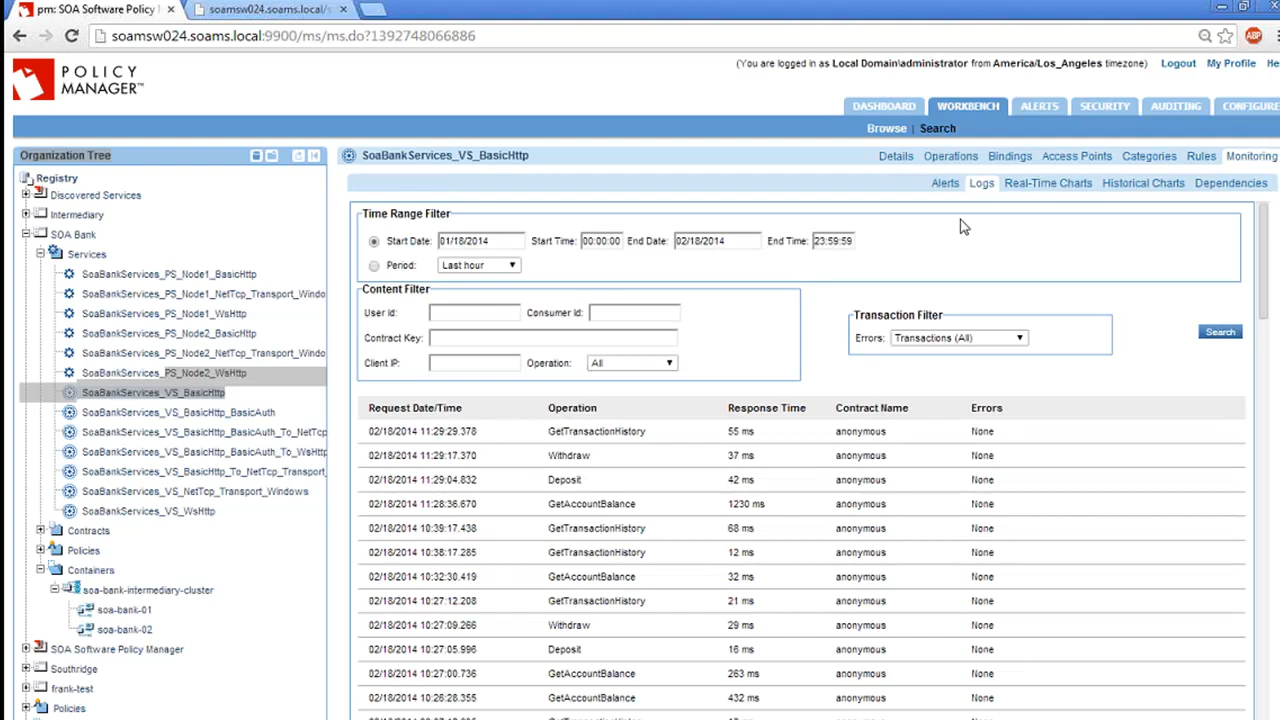 pm: SOA Software Policy
soamsw024.soams.local/s
soamsw024.soams.local:9900/ms/ms.do?1392748066886
ABP
POLICY
MANAGER™
(You are logged in as Local Domain\administrator from America/Los_Angeles timezone) Logout My Profile He
DASHBOARD WORKBENCH ALERTS SECURITY AUDITING CONFIGURE
Browse | Search
Organization Tree
Registry
Discovered Services
Intermediary
SOA Bank
Services
SoaBankServices_PS_Node1_BasicHttp
SoaBankServices_PS_Node1_NetTcp_Transport_Windo
SoaBankServices_PS_Node1_WsHttp
SoaBankServices_PS_Node2_BasicHttp
SoaBankServices_PS_Node2_NetTcp_Transport_Windo
SoaBankServices_PS_Node2_WsHttp
SoaBankServices_VS_BasicHttp
SoaBankServices_VS_BasicHttp_BasicAuth
SoaBankServices_VS_BasicHttp_BasicAuth_To_NetTcp
SoaBankServices_VS_BasicHttp_BasicAuth_To_WsHtt
SoaBankServices_VS_BasicHttp_To_NetTcp_Transport_
SoaBankServices_VS_NetTcp_Transport_Windows
SoaBankServices_VS_WsHttp
Contracts
Policies
Containers
soa-bank-intermediary-cluster
soa-bank-01
soa-bank-02
SOA Software Policy Manager
Southridge
frank-test
Policies
SoaBankServices_VS_BasicHttp
Details Operations Bindings Access Points Categories Rules Monitoring
Alerts Logs Real-Time Charts Historical Charts Dependencies
Time Range Filter
Start Date: 01/18/2014 Start Time: 00:00:00 End Date: 02/18/2014 End Time: 23:59:59
Period: Last hour
Content Filter
User Id: Consumer Id:
Contract Key:
Client IP: Operation: All
Transaction Filter
Errors: Transactions (All)
Search
Request Date/Time Operation Response Time Contract Name Errors
02/18/2014 11:29:29.378 GetTransactionHistory 55 ms anonymous None
02/18/2014 11:29:17.370 Withdraw 37 ms anonymous None
02/18/2014 11:29:04.832 Deposit 42 ms anonymous None
02/18/2014 11:28:36.670 GetAccountBalance 1230 ms anonymous None
02/18/2014 10:39:17.438 GetTransactionHistory 68 ms anonymous None
02/18/2014 10:38:17.285 GetTransactionHistory 12 ms anonymous None
02/18/2014 10:32:30.419 GetAccountBalance 32 ms anonymous None
02/18/2014 10:27:12.208 GetTransactionHistory 21 ms anonymous None
02/18/2014 10:27:09.266 Withdraw 29 ms anonymous None
02/18/2014 10:27:05.996 Deposit 16 ms anonymous None
02/18/2014 10:27:00.736 GetAccountBalance 263 ms anonymous None
02/18/2014 10:26:28.355 GetAccountBalance 432 ms anonymous None